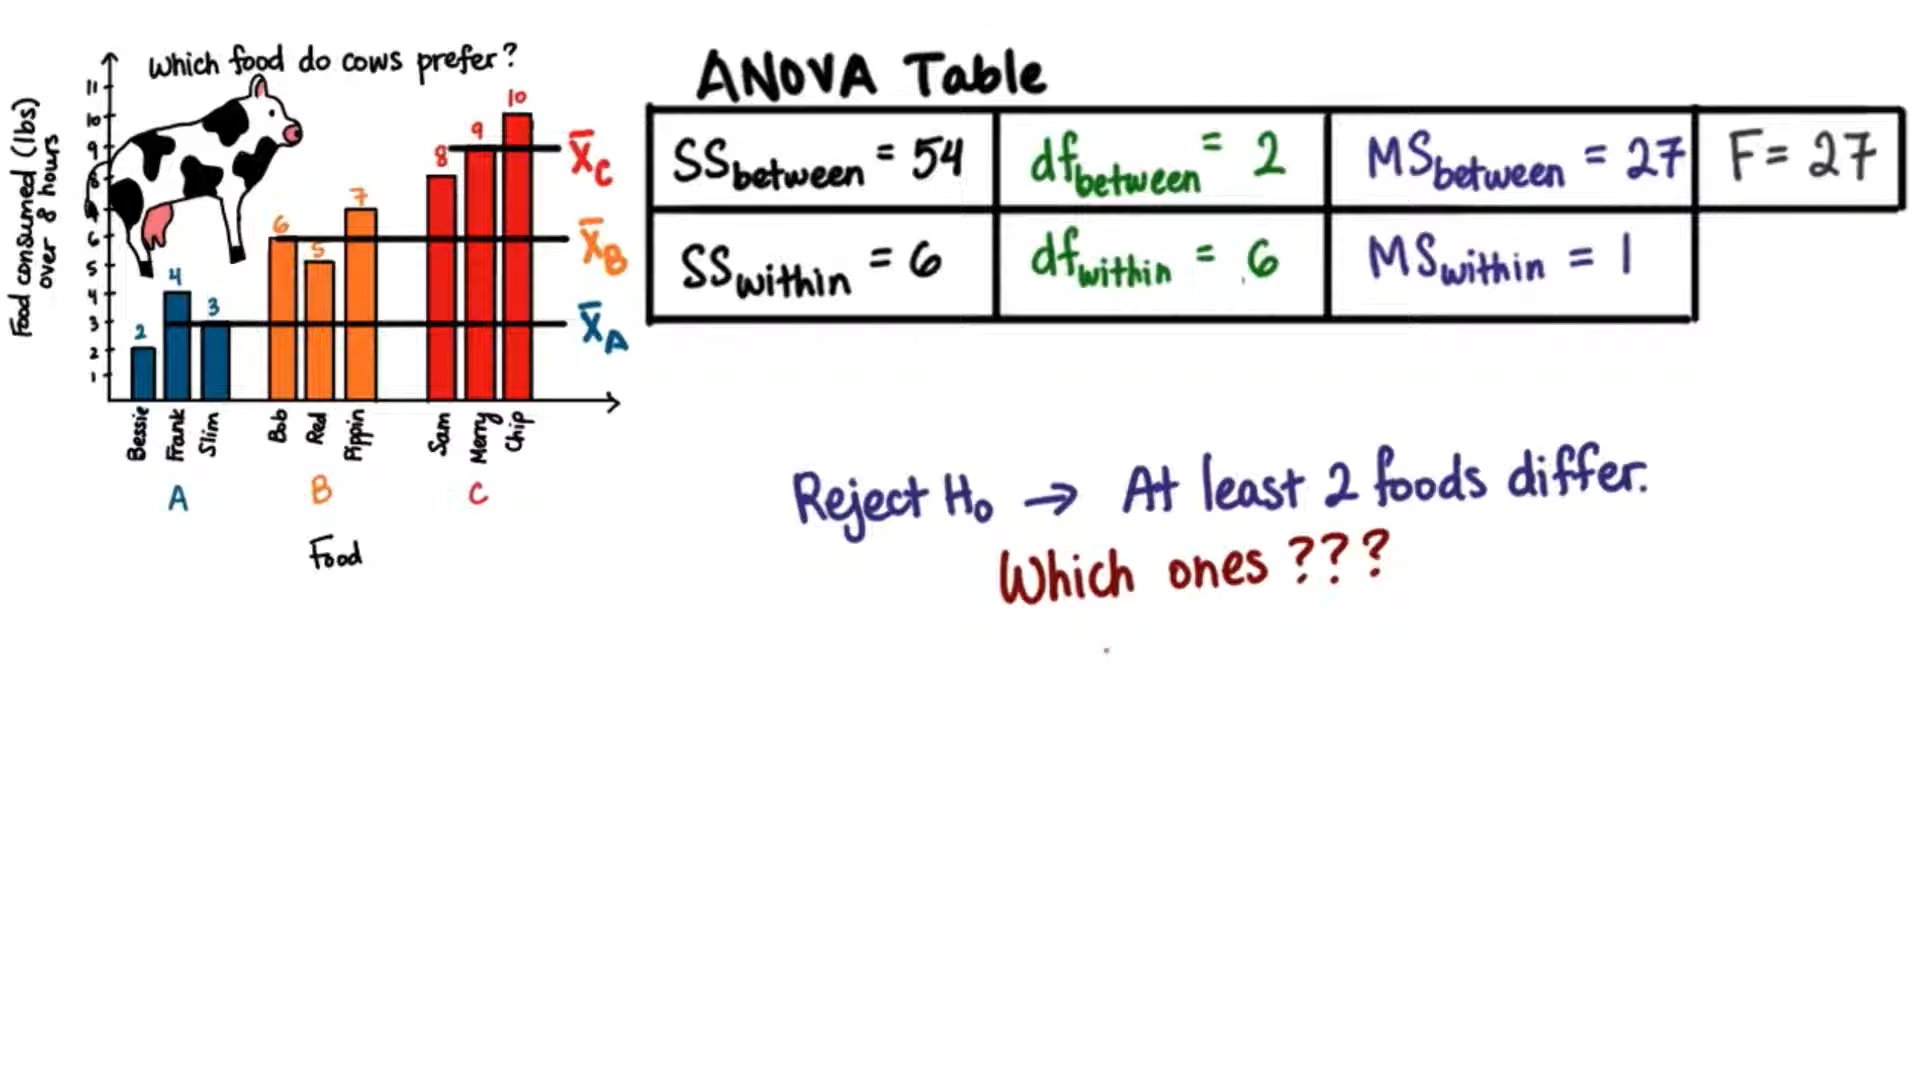 Which food do cows prefer?
Food consumed (lbs)
over 8 hours
11
10
9
8
6
5
4
3
2
1
2
4
3
6
5
7
8
9
10
X̄C
X̄B
X̄A
Bessie
Frank
Slim
Bob
Red
Pippin
Sam
Merry
Chip
A
B
C
Food
ANOVA Table
SSbetween = 54
dfbetween = 2
MSbetween = 27
F = 27
SSwithin = 6
dfwithin = 6
MSwithin = 1
Reject H0 → At least 2 foods differ.
Which ones ???